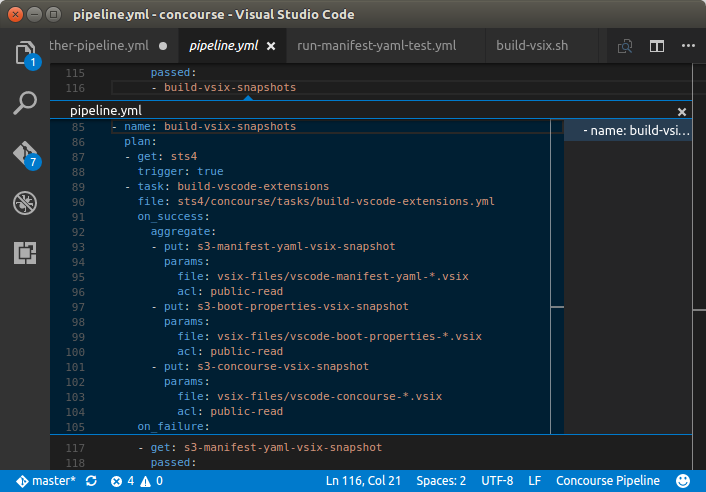 pipeline.yml - concourse - Visual Studio Code
ther-pipeline.yml
pipeline.yml
run-manifest-yaml-test.yml
build-vsix.sh
1
7
115 passed:
116 - build-vsix-snapshots
pipeline.yml
85 - name: build-vsix-snapshots
- name: build-vsi...
86 plan:
87 - get: sts4
88 trigger: true
89 - task: build-vscode-extensions
90 file: sts4/concourse/tasks/build-vscode-extensions.yml
91 on_success:
92 aggregate:
93 - put: s3-manifest-yaml-vsix-snapshot
94 params:
95 file: vsix-files/vscode-manifest-yaml-*.vsix
96 acl: public-read
97 - put: s3-boot-properties-vsix-snapshot
98 params:
99 file: vsix-files/vscode-boot-properties-*.vsix
100 acl: public-read
101 - put: s3-concourse-vsix-snapshot
102 params:
103 file: vsix-files/vscode-concourse-*.vsix
104 acl: public-read
105 on_failure:
117 - get: s3-manifest-yaml-vsix-snapshot
118 passed:
master* 4 0 Ln 116, Col 21 Spaces: 2 UTF-8 LF Concourse Pipeline